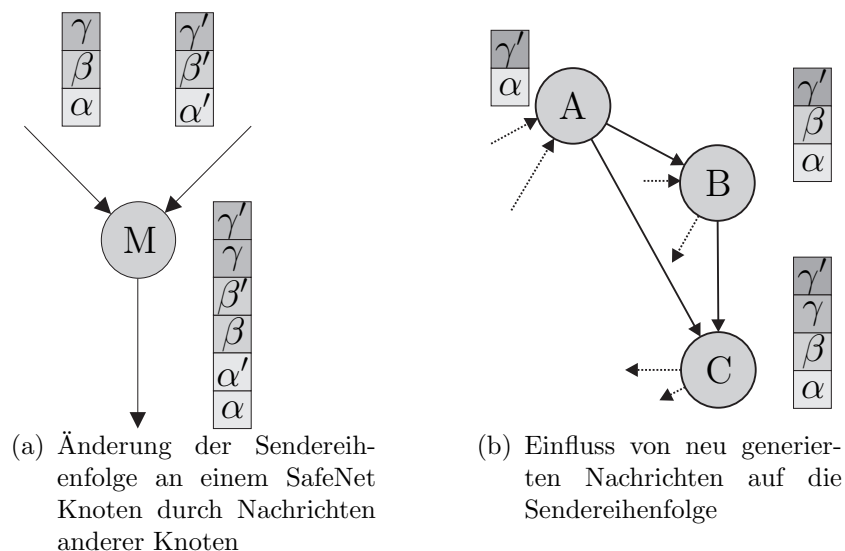 γ
β
α
γ′
β′
α′
M
γ′
γ
β′
β
α′
α
(a) Änderung der Sendereih-
enfolge an einem SafeNet
Knoten durch Nachrichten
anderer Knoten
γ′
α
A
B
γ′
β
α
C
γ′
γ
β
α
(b) Einfluss von neu generier-
ten Nachrichten auf die
Sendereihenfolge